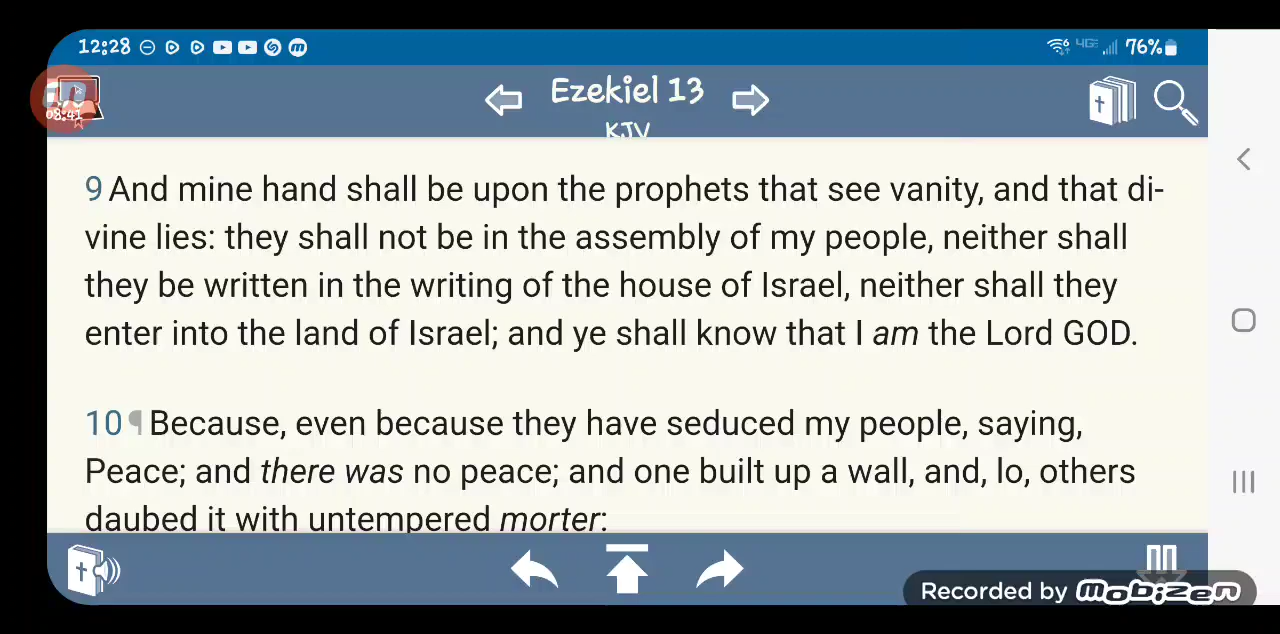 12:28 4GE 76%
Ezekiel 13
08:41
KJV
9 And mine hand shall be upon the prophets that see vanity, and that di-
vine lies: they shall not be in the assembly of my people, neither shall
they be written in the writing of the house of Israel, neither shall they
enter into the land of Israel; and ye shall know that I am the Lord GOD.
10 ¶ Because, even because they have seduced my people, saying,
Peace; and there was no peace; and one built up a wall, and, lo, others
daubed it with untempered morter:
Recorded by mobizen